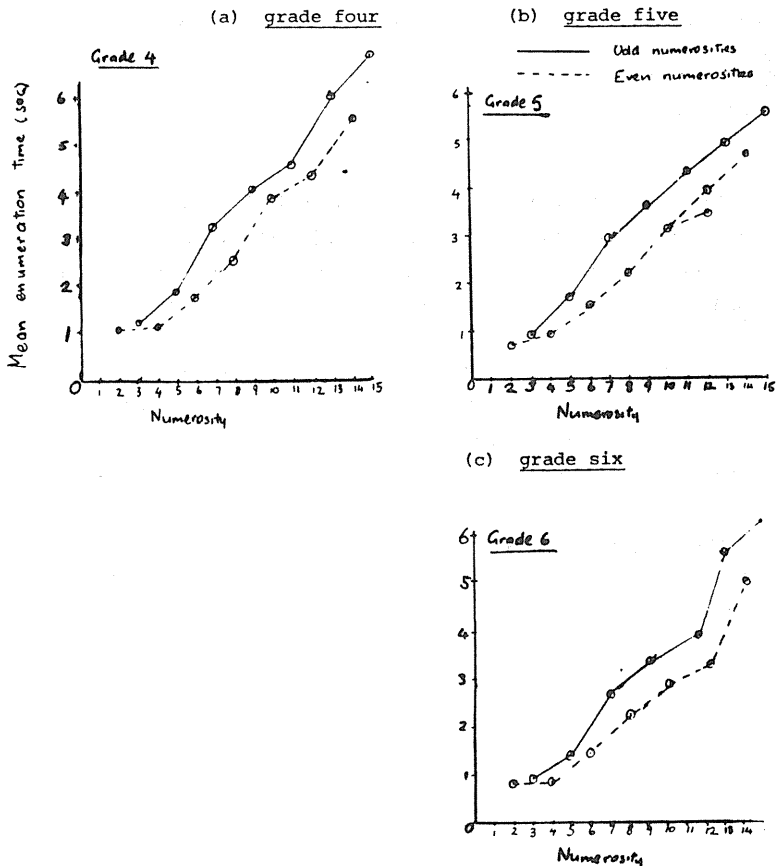 (a) grade four
Grade 4
Mean enumeration time (sec)
6
5
4
3
2
1
0
1 2 3 4 5 6 7 8 9 10 11 12 13 14 15
Numerosity
(b) grade five
Odd numerosities
Even numerosities
Grade 5
6
5
4
3
2
1
0
1 2 3 4 5 6 7 8 9 10 11 12 13 14 15
Numerosity
(c) grade six
Grade 6
6
5
4
3
2
1
0
1 2 3 4 5 6 7 8 9 10 11 12 13 14
Numerosity